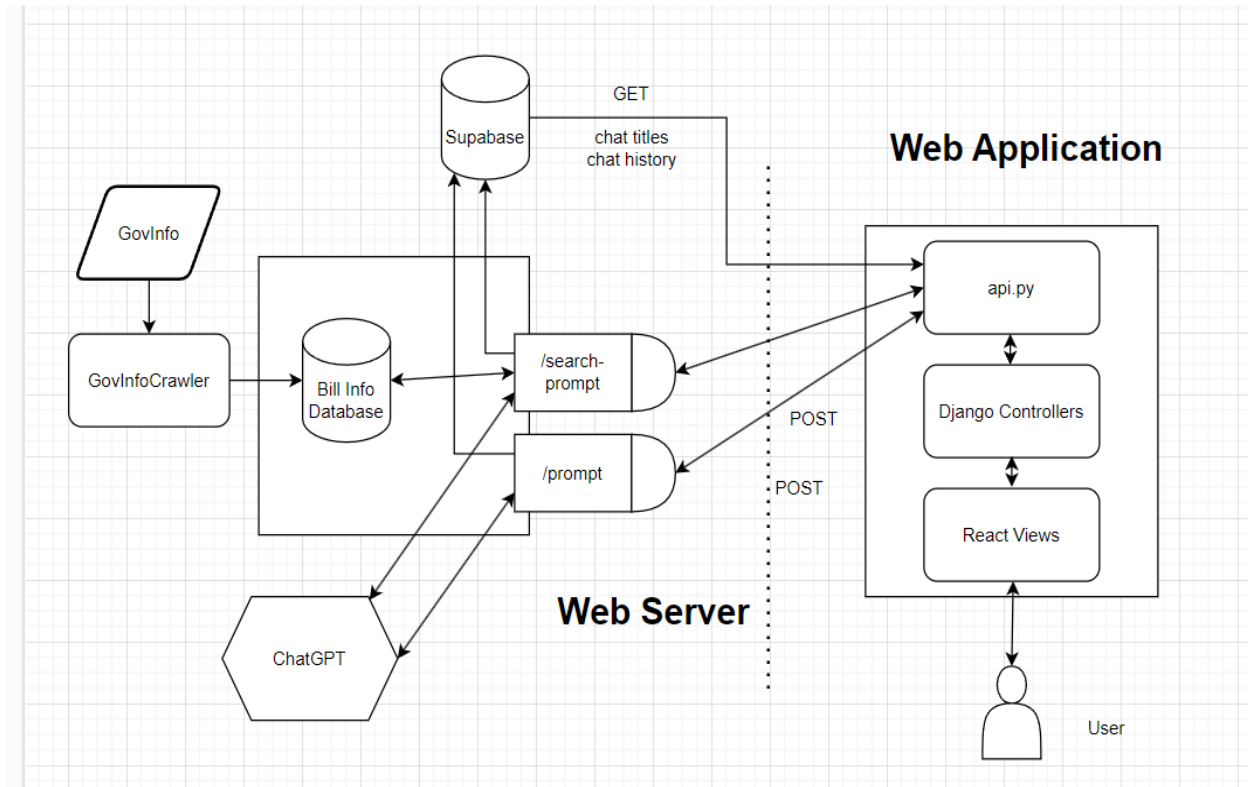 GET
Supabase
chat titles
chat history
Web Application
GovInfo
api.py
/search-
prompt
GovInfoCrawler
Bill Info
Database
Django Controllers
POST
/prompt
POST
React Views
Web Server
ChatGPT
User